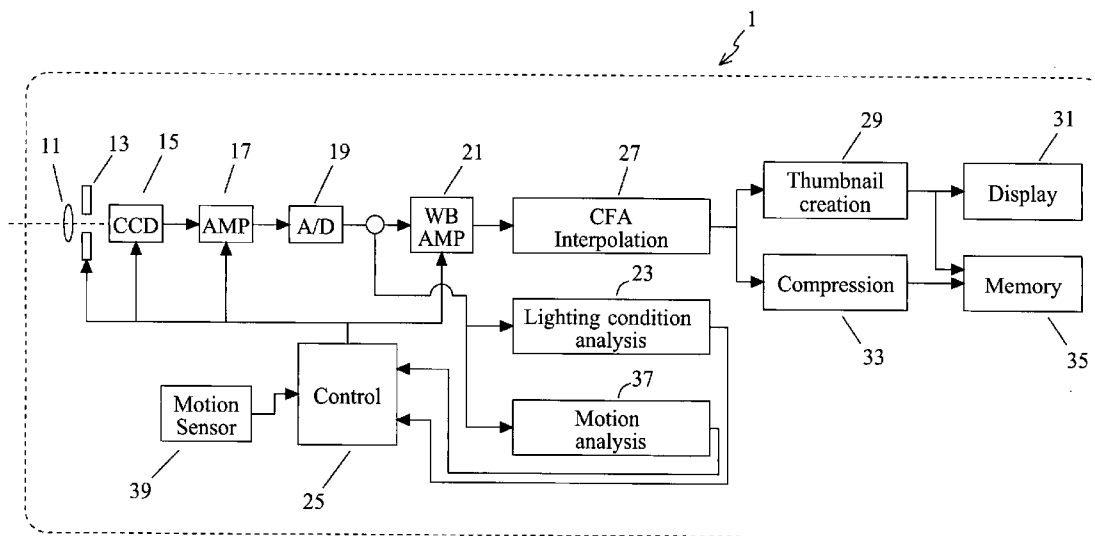 1
11
13
15
17
19
21
27
29
31
CCD
AMP
A/D
WB
AMP
CFA
Interpolation
Thumbnail
creation
Display
23
Lighting condition
analysis
Compression
33
Memory
35
37
Motion
analysis
Control
25
Motion
Sensor
39